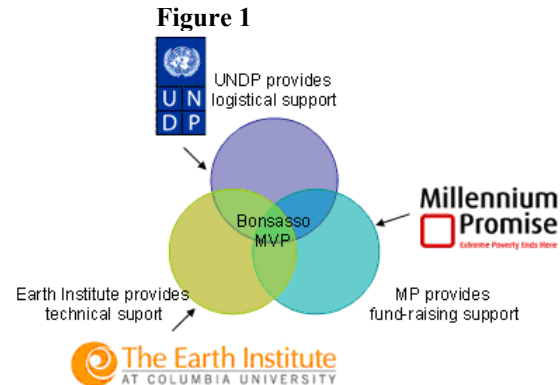 Figure 1
U N
D P
UNDP provides
logistical support
Bonsasso
MVP
Millennium
Promise
Extreme Poverty Ends Here
Earth Institute provides
technical suport
MP provides
fund-raising support
The Earth Institute
AT COLUMBIA UNIVERSITY